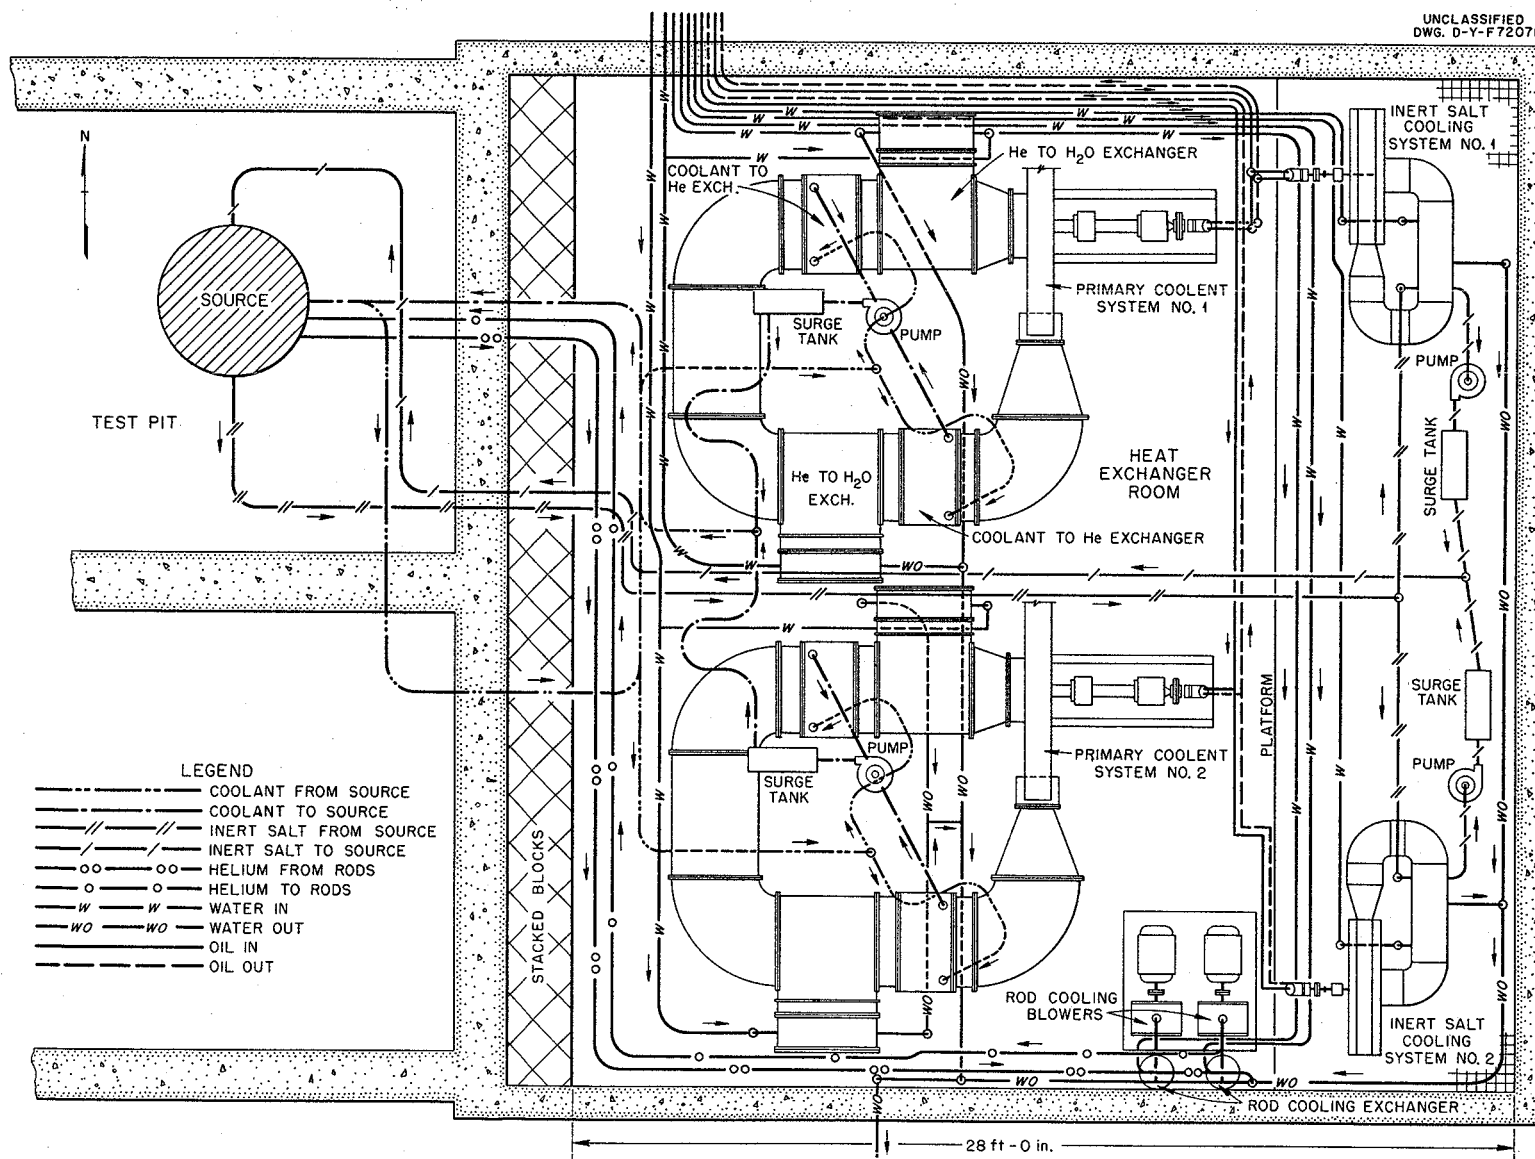 UNCLASSIFIED
DWG. D-Y-F7207
N
INERT SALT
COOLING
SYSTEM NO. 1
He TO H2O EXCHANGER
COOLANT TO
He EXCH.
SOURCE
PRIMARY COOLENT
SYSTEM NO. 1
SURGE
TANK
PUMP
PUMP
TEST PIT
SURGE TANK
HEAT
EXCHANGER
ROOM
He TO H2O
EXCH.
COOLANT TO He EXCHANGER
WO
W
PLATFORM
SURGE
TANK
PUMP
PUMP
PRIMARY COOLENT
SYSTEM NO. 2
SURGE
TANK
LEGEND
COOLANT FROM SOURCE
COOLANT TO SOURCE
INERT SALT FROM SOURCE
INERT SALT TO SOURCE
HELIUM FROM RODS
HELIUM TO RODS
W W WATER IN
WO WO WATER OUT
OIL IN
OIL OUT
STACKED BLOCKS
ROD COOLING
BLOWERS
INERT SALT
COOLING
SYSTEM NO. 2
WO
WO
ROD COOLING EXCHANGER
28 ft - 0 in.